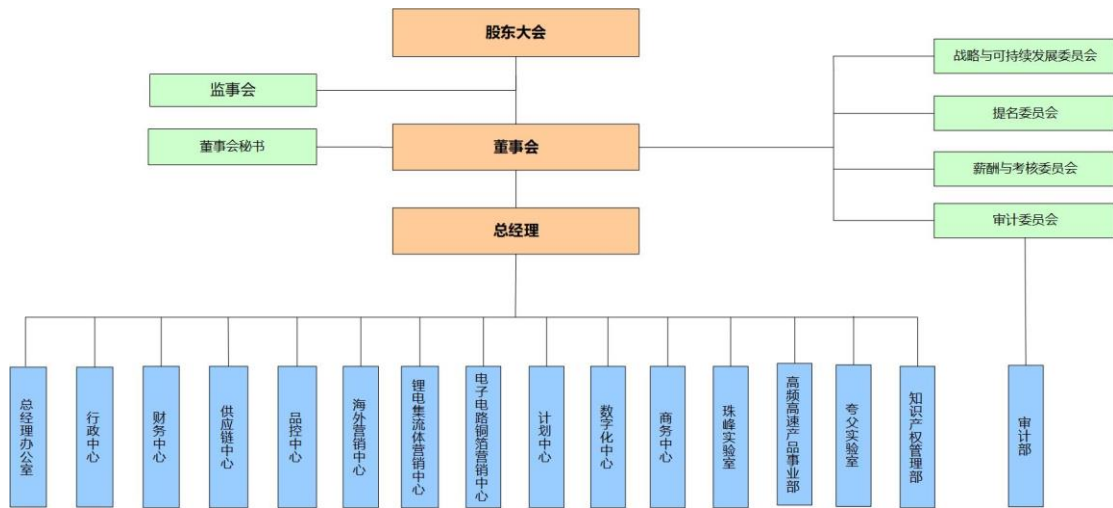 股东大会
战略与可持续发展委员会
监事会
提名委员会
董事会秘书
董事会
薪酬与考核委员会
总经理
审计委员会
总经理办公室
行政中心
财务中心
供应链中心
品控中心
海外营销中心
锂电集流体营销中心
电子电路铜箔营销中心
计划中心
数字化中心
商务中心
珠峰实验室
高频高速产品事业部
夸父实验室
知识产权管理部
审计部